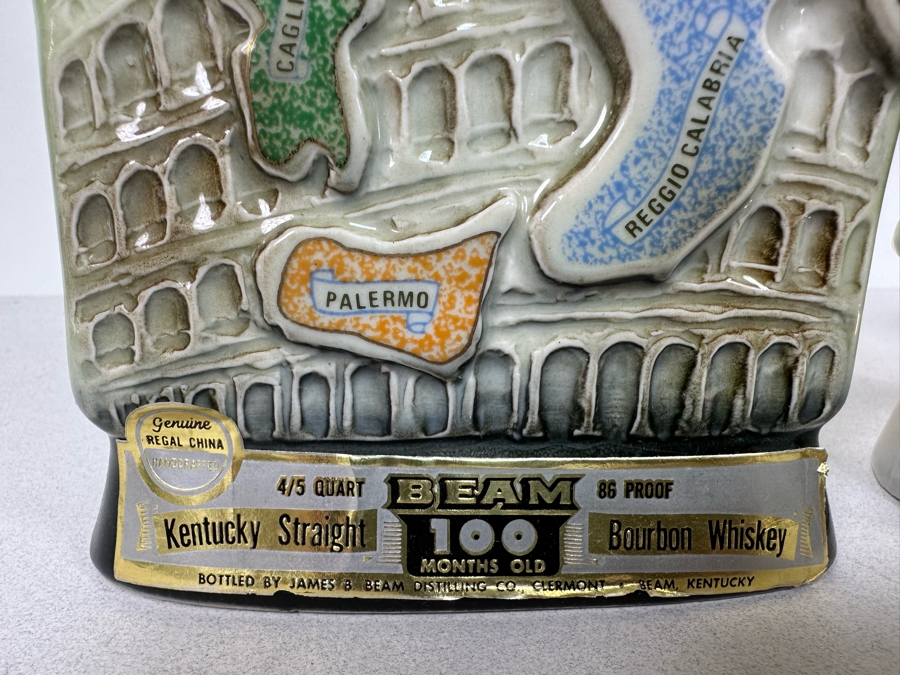 CAGLI
REGGIO CALABRIA
PALERMO
Genuine
REGAL CHINA
HANDCRAFTED
4/5 QUART
BEAM
86 PROOF
Kentucky Straight
100
Bourbon Whiskey
MONTHS OLD
BOTTLED BY JAMES B. BEAM DISTILLING CO., CLERMONT & BEAM, KENTUCKY